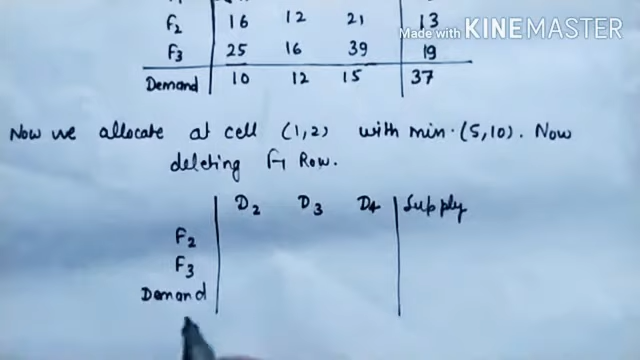 F2 16 12 21 13
Made with KINEMASTER
F3 25 16 39 19
Demand 10 12 15 37
Now we allocate at cell (1,2) with min. (5,10). Now
deleting F1 Row.
D2 D3 D4 Supply
F2
F3
Demand